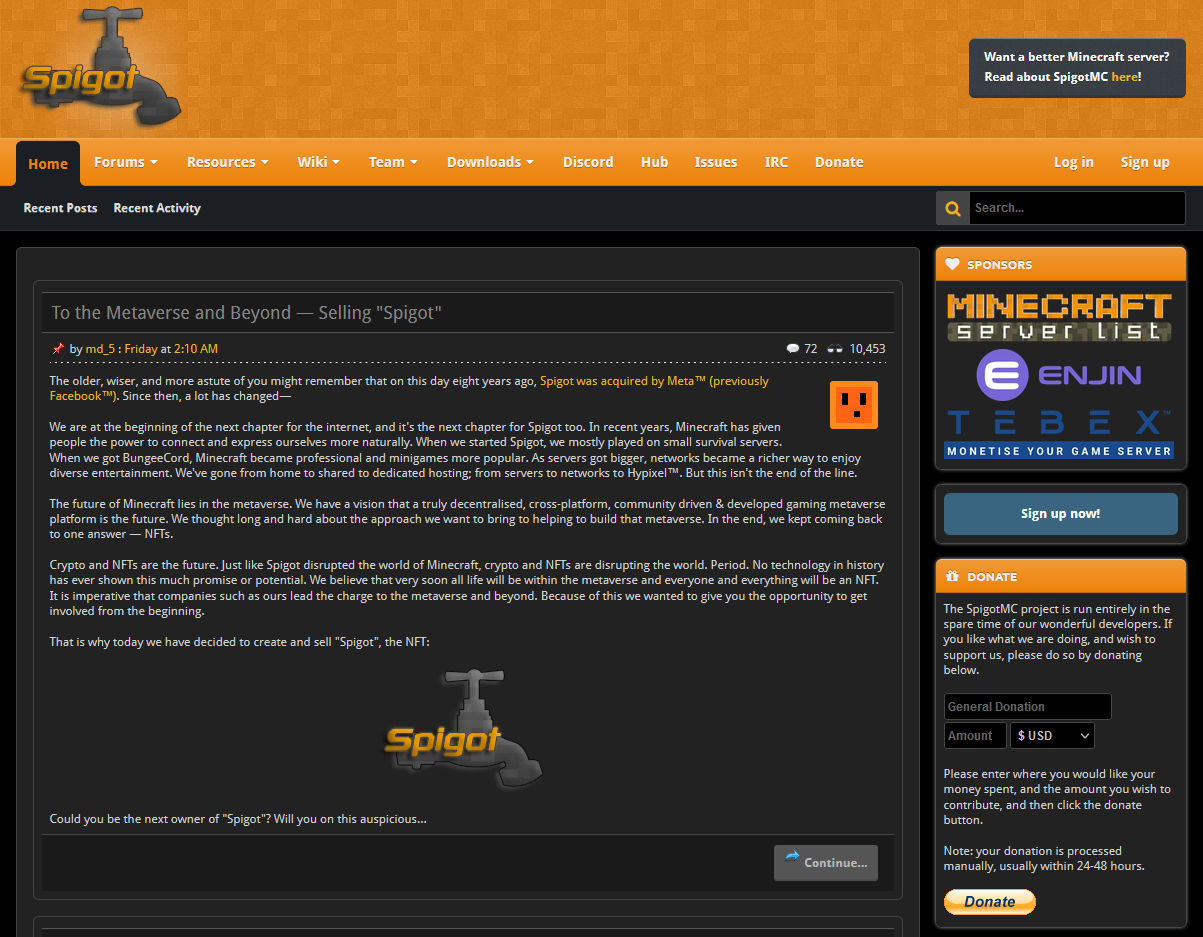 Spigot
Want a better Minecraft server?
Read about SpigotMC here!
Home
Forums
Resources
Wiki
Team
Downloads
Discord
Hub
Issues
IRC
Donate
Log in
Sign up
Recent Posts
Recent Activity
Search...
To the Metaverse and Beyond — Selling "Spigot"
by md_5 : Friday at 2:10 AM
72
10,453
The older, wiser, and more astute of you might remember that on this day eight years ago, Spigot was acquired by Meta™ (previously
Facebook™). Since then, a lot has changed—
We are at the beginning of the next chapter for the internet, and it's the next chapter for Spigot too. In recent years, Minecraft has given
people the power to connect and express ourselves more naturally. When we started Spigot, we mostly played on small survival servers.
When we got BungeeCord, Minecraft became professional and minigames more popular. As servers got bigger, networks became a richer way to enjoy
diverse entertainment. We've gone from home to shared to dedicated hosting; from servers to networks to Hypixel™. But this isn't the end of the line.
The future of Minecraft lies in the metaverse. We have a vision that a truly decentralised, cross-platform, community driven & developed gaming metaverse
platform is the future. We thought long and hard about the approach we want to bring to helping to build that metaverse. In the end, we kept coming back
to one answer — NFTs.
Crypto and NFTs are the future. Just like Spigot disrupted the world of Minecraft, crypto and NFTs are disrupting the world. Period. No technology in history
has ever shown this much promise or potential. We believe that very soon all life will be within the metaverse and everyone and everything will be an NFT.
It is imperative that companies such as ours lead the charge to the metaverse and beyond. Because of this we wanted to give you the opportunity to get
involved from the beginning.
That is why today we have decided to create and sell "Spigot", the NFT:
Spigot
Could you be the next owner of "Spigot"? Will you on this auspicious...
Continue...
SPONSORS
MINECRAFT
server list
ENJIN
TEBEX™
MONETISE YOUR GAME SERVER
Sign up now!
DONATE
The SpigotMC project is run entirely in the
spare time of our wonderful developers. If
you like what we are doing, and wish to
support us, please do so by donating
below.
General Donation
Amount
$ USD
Please enter where you would like your
money spent, and the amount you wish to
contribute, and then click the donate
button.
Note: your donation is processed
manually, usually within 24-48 hours.
Donate